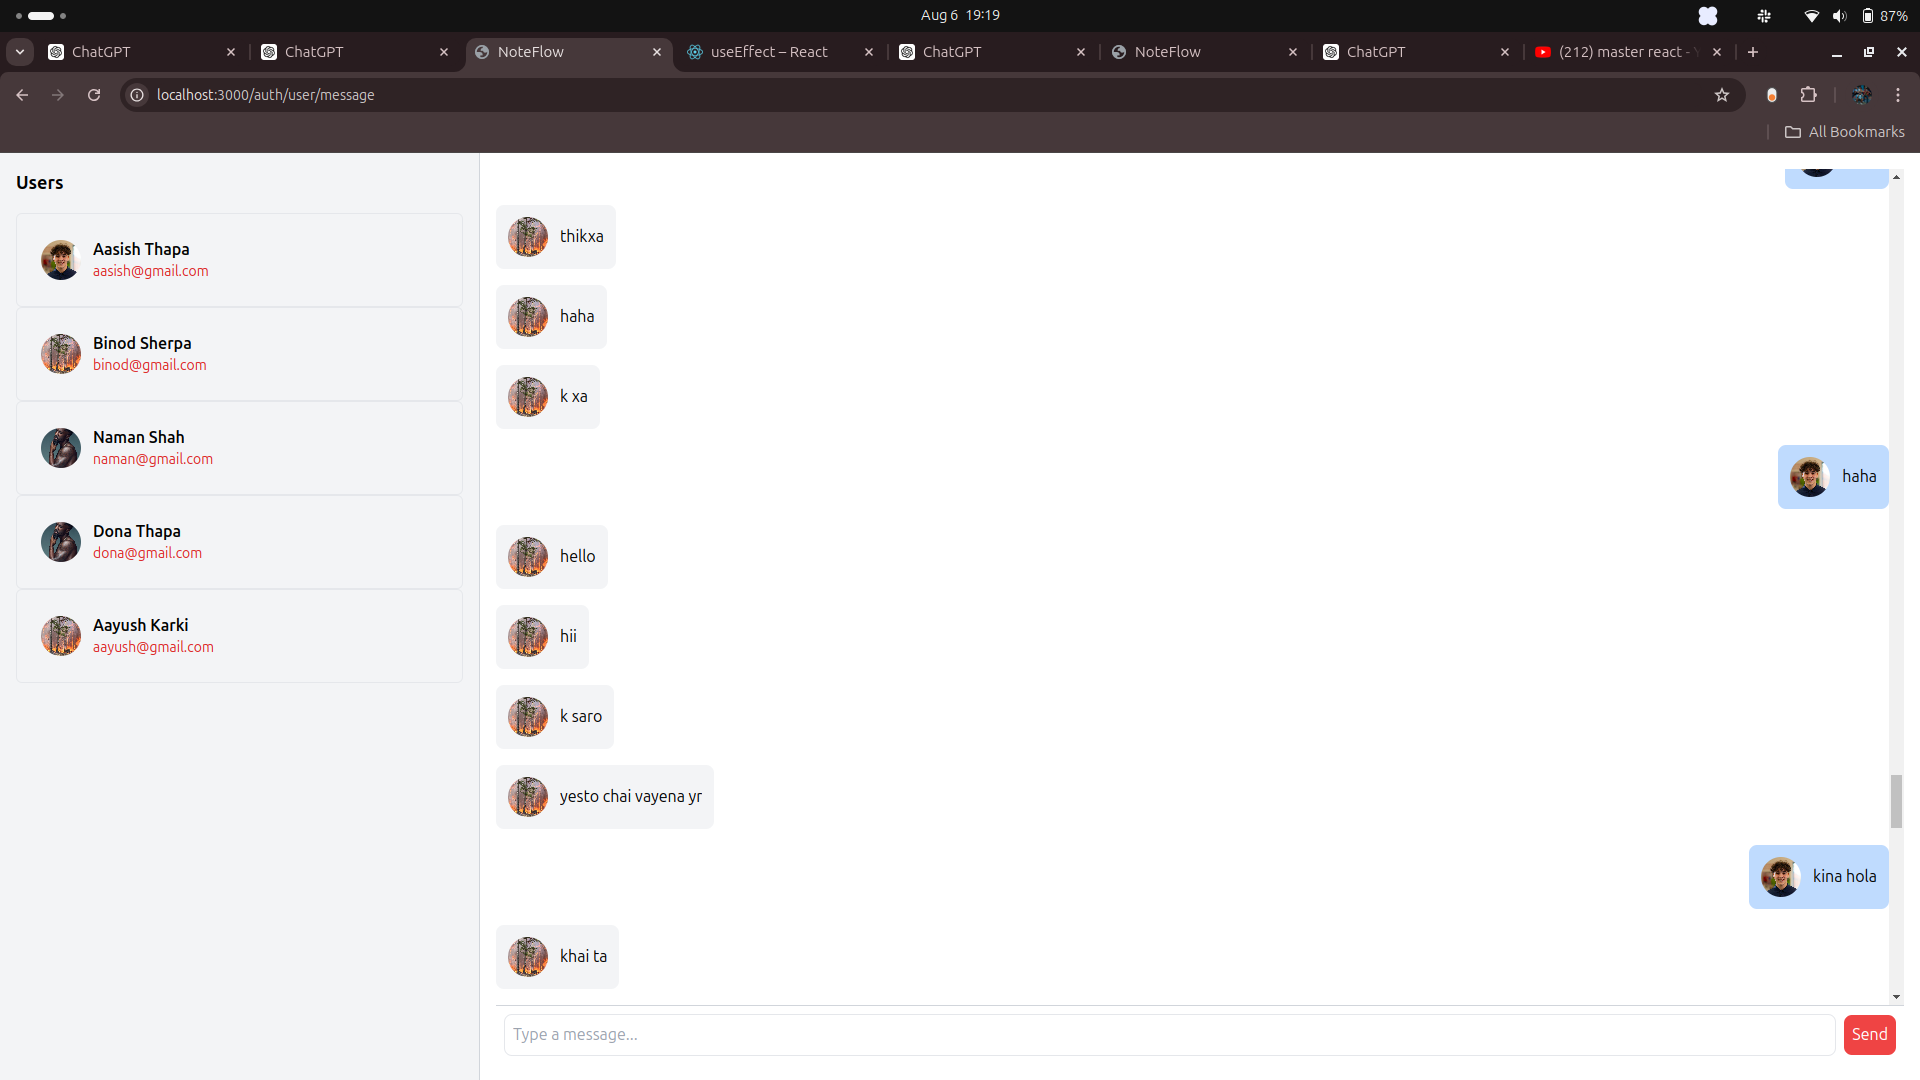 Aug 6 19:19
87%
ChatGPT
ChatGPT
NoteFlow
useEffect – React
ChatGPT
NoteFlow
ChatGPT
(212) master react -
localhost:3000/auth/user/message
All Bookmarks
Users
Aasish Thapa
aasish@gmail.com
Binod Sherpa
binod@gmail.com
Naman Shah
naman@gmail.com
Dona Thapa
dona@gmail.com
Aayush Karki
aayush@gmail.com
thikxa
haha
k xa
haha
hello
hii
k saro
yesto chai vayena yr
kina hola
khai ta
Type a message...
Send